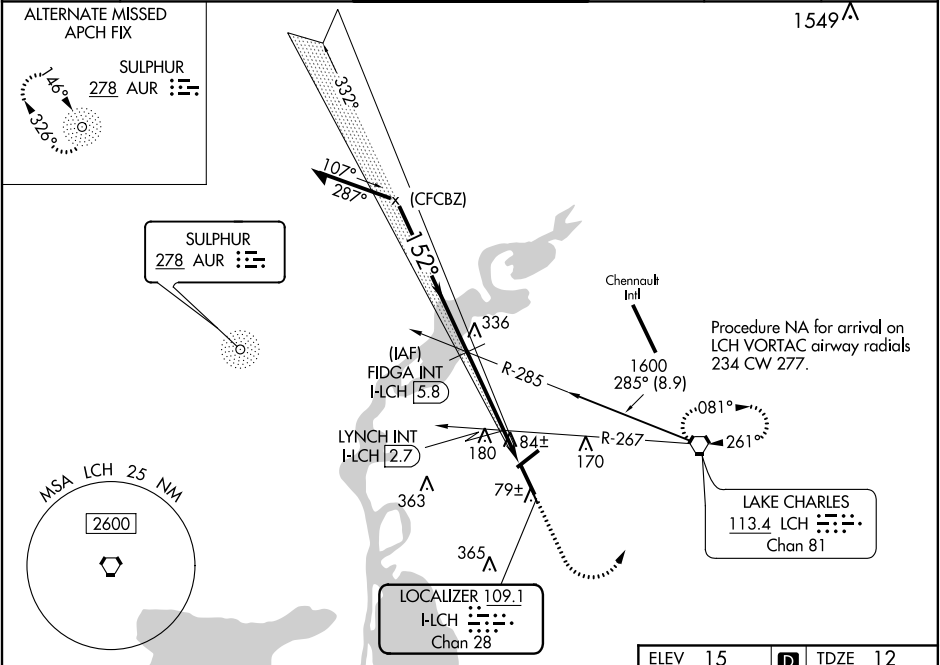 ALTERNATE MISSED
APCH FIX
SULPHUR
278 AUR
146°
326°
1549
332°
107°
287°
(CFCBZ)
152°
SULPHUR
278 AUR
Chennault
Intl
336
(IAF)
FIDGA INT
I-LCH 5.8
R-285
1600
285° (8.9)
Procedure NA for arrival on
LCH VORTAC airway radials
234 CW 277.
081°
261°
LYNCH INT
I-LCH 2.7
180
84±
170
R-267
363
79±
MSA LCH 25 NM
2600
LAKE CHARLES
113.4 LCH
Chan 81
365
LOCALIZER 109.1
I-LCH
Chan 28
ELEV 15 D TDZE 12